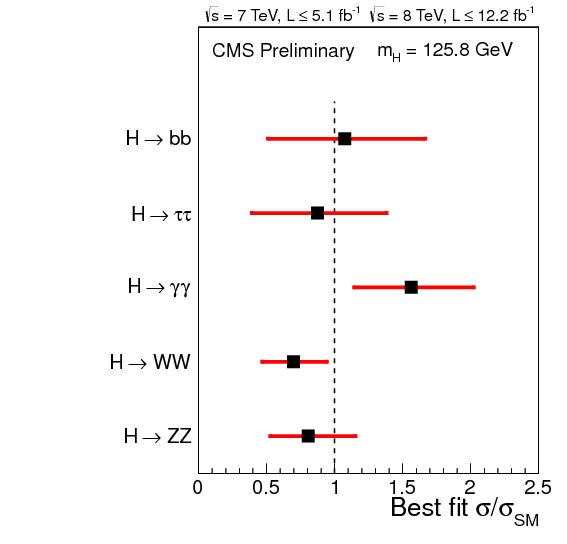 √s = 7 TeV, L ≤ 5.1 fb⁻¹ √s = 8 TeV, L ≤ 12.2 fb⁻¹
CMS Preliminary m_H = 125.8 GeV
H → bb
H → ττ
H → γγ
H → WW
H → ZZ
0 0.5 1 1.5 2 2.5
Best fit σ/σ_SM